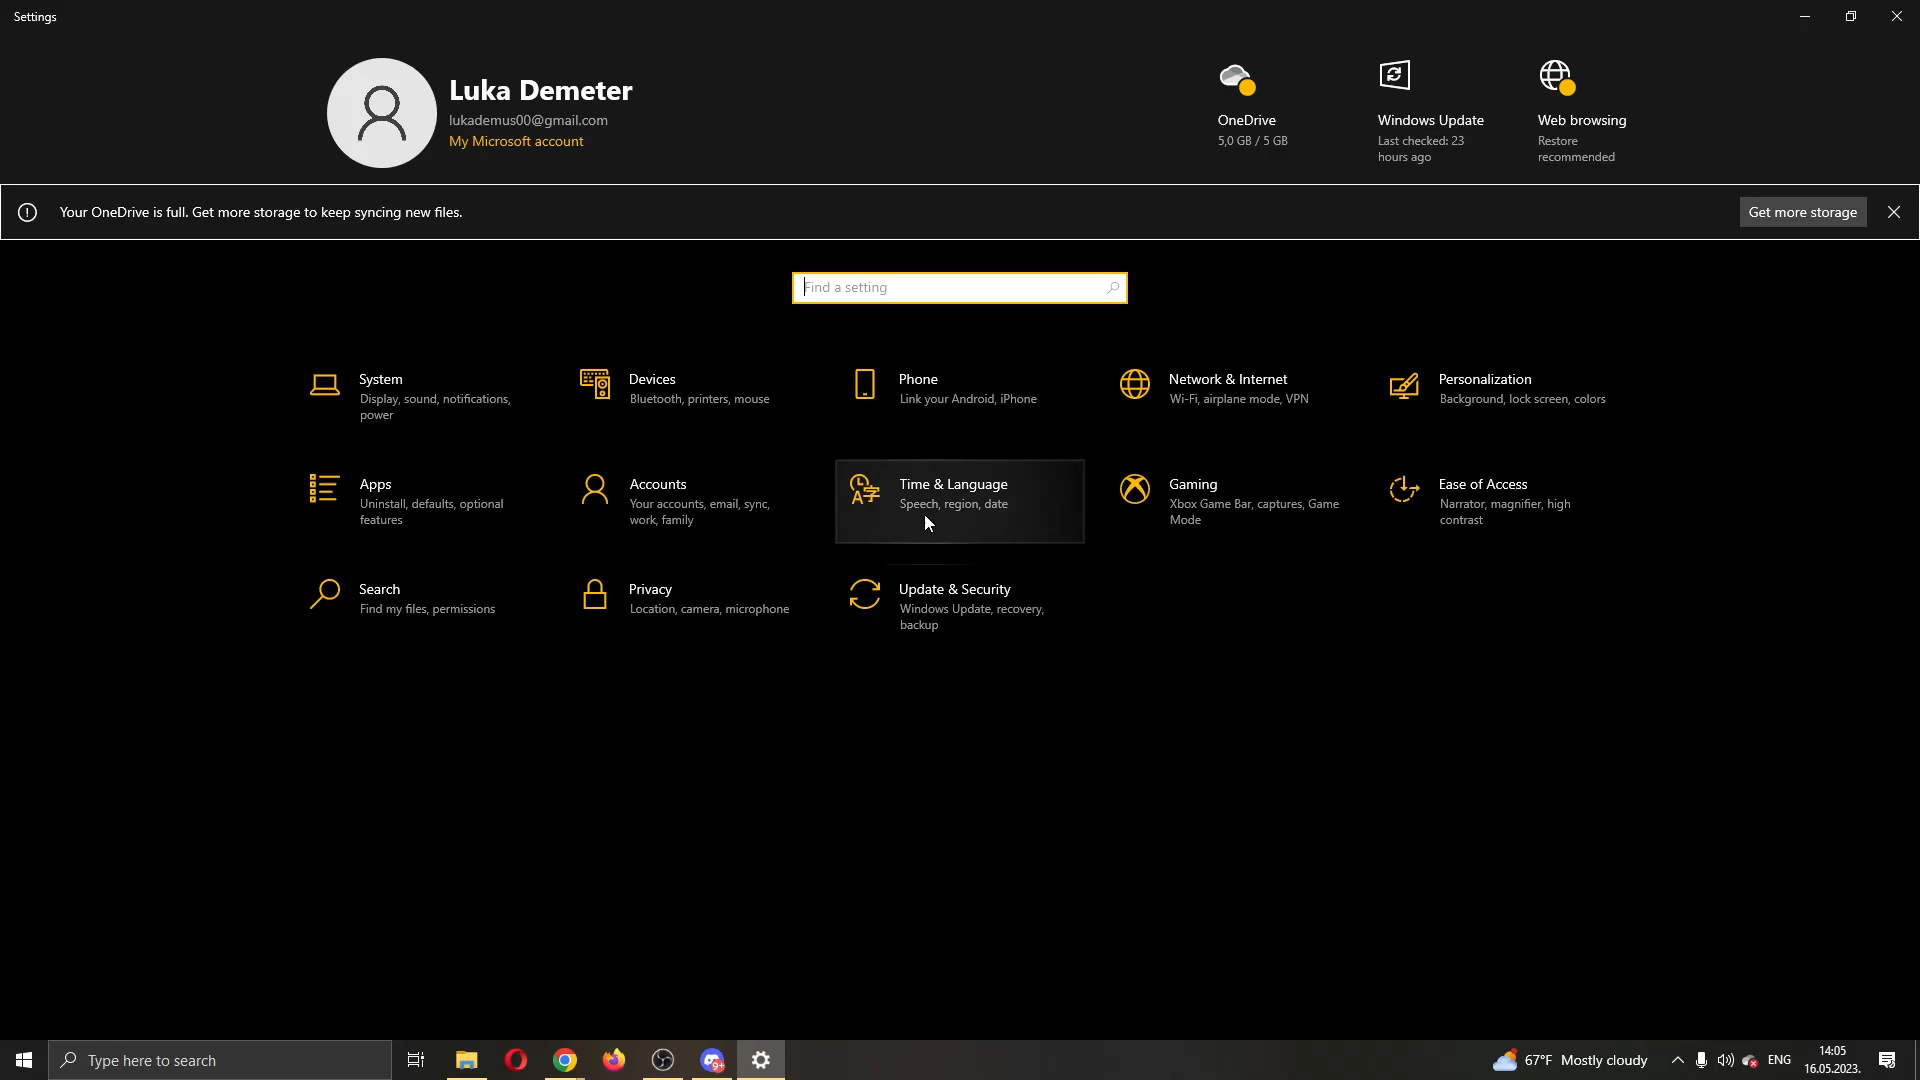 Settings
Luka Demeter
lukademus00@gmail.com
My Microsoft account
OneDrive
5,0 GB / 5 GB
Windows Update
Last checked: 23
hours ago
Web browsing
Restore
recommended
Your OneDrive is full. Get more storage to keep syncing new files.
Get more storage
Find a setting
System
Display, sound, notifications,
power
Devices
Bluetooth, printers, mouse
Phone
Link your Android, iPhone
Network & Internet
Wi-Fi, airplane mode, VPN
Personalization
Background, lock screen, colors
Apps
Uninstall, defaults, optional
features
Accounts
Your accounts, email, sync,
work, family
Time & Language
Speech, region, date
Gaming
Xbox Game Bar, captures, Game
Mode
Ease of Access
Narrator, magnifier, high
contrast
Search
Find my files, permissions
Privacy
Location, camera, microphone
Update & Security
Windows Update, recovery,
backup
Type here to search
9+
67°F Mostly cloudy
ENG
14:05
16.05.2023.